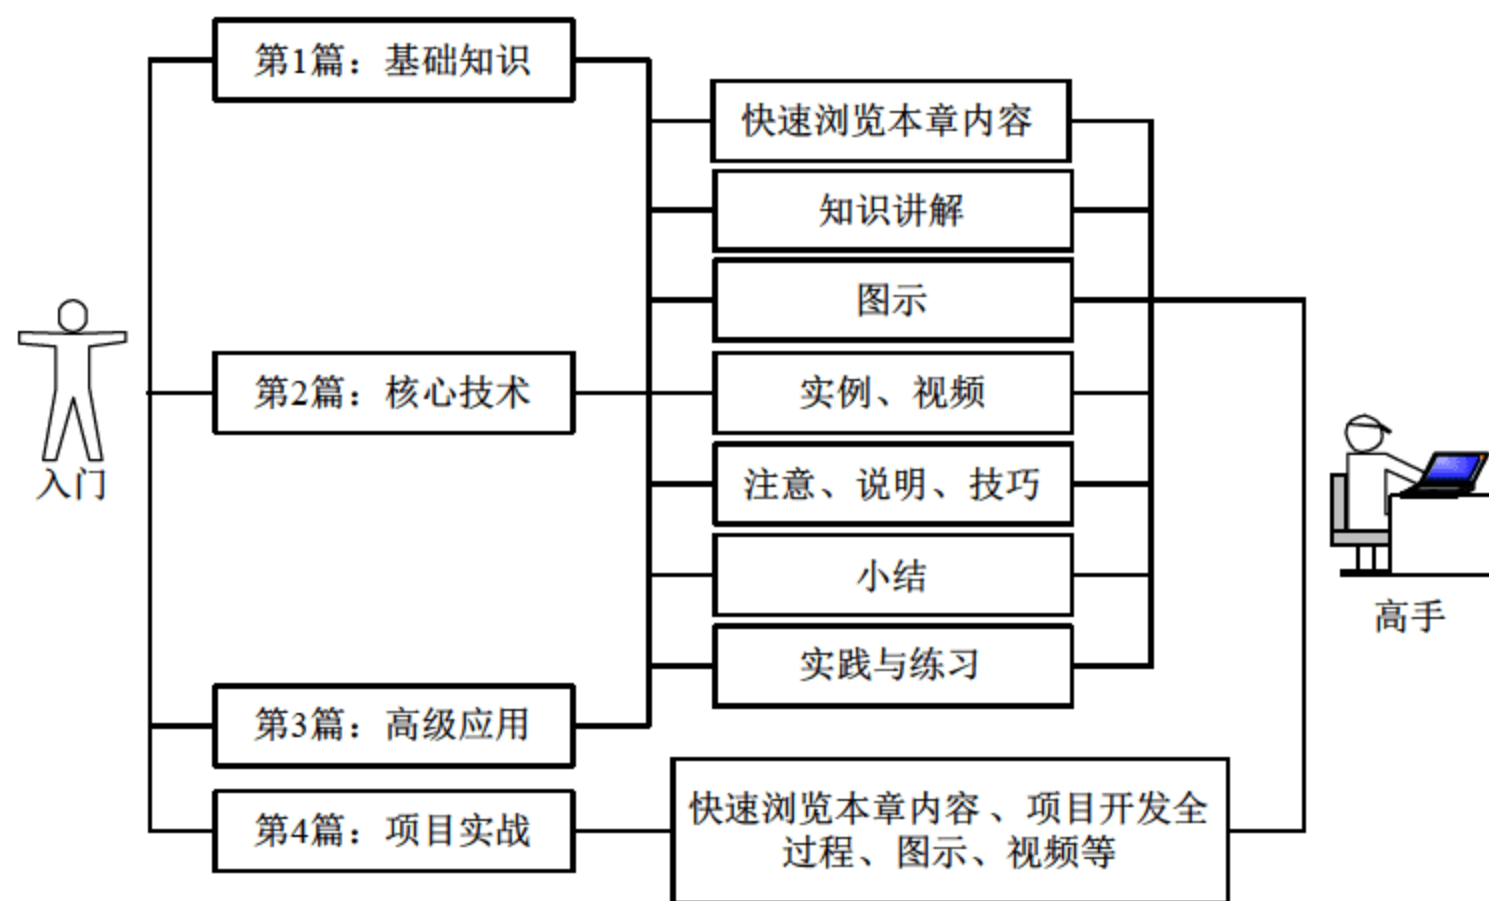 第1篇：基础知识
快速浏览本章内容
知识讲解
图示
第2篇：核心技术
实例、视频
入门
注意、说明、技巧
小结
高手
实践与练习
第3篇：高级应用
第4篇：项目实战
快速浏览本章内容、项目开发全
过程、图示、视频等